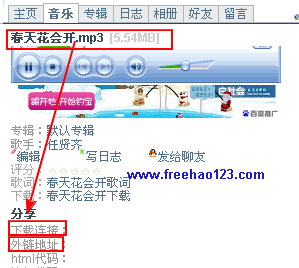 主页 音乐 专辑 日志 相册 好友 留言
春天花会开.mp3 [5.54MB]
百度推广
专辑：默认专辑
歌手：任贤齐
编辑 写日志 发给聊友
评分
歌词：春天花会开歌词
下载：春天花会开下载
www.freehao123.com
分享
下载连接：
外链地址：
html代码：